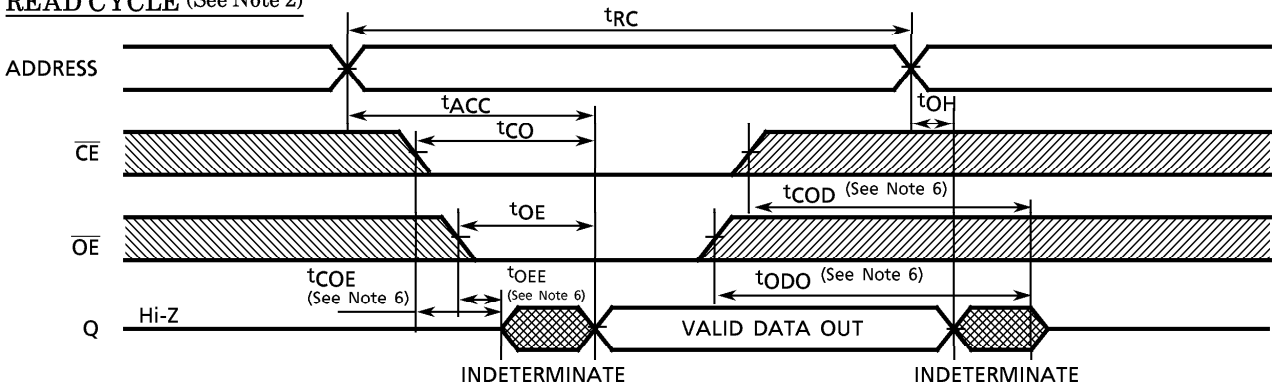 READ CYCLE (See Note 2)
tRC
ADDRESS
tACC
tOH
tCO
CE
tCOD (See Note 6)
tOE
OE
tCOE
(See Note 6)
tOEE
(See Note 6)
tODO (See Note 6)
Hi-Z
Q
VALID DATA OUT
INDETERMINATE
INDETERMINATE